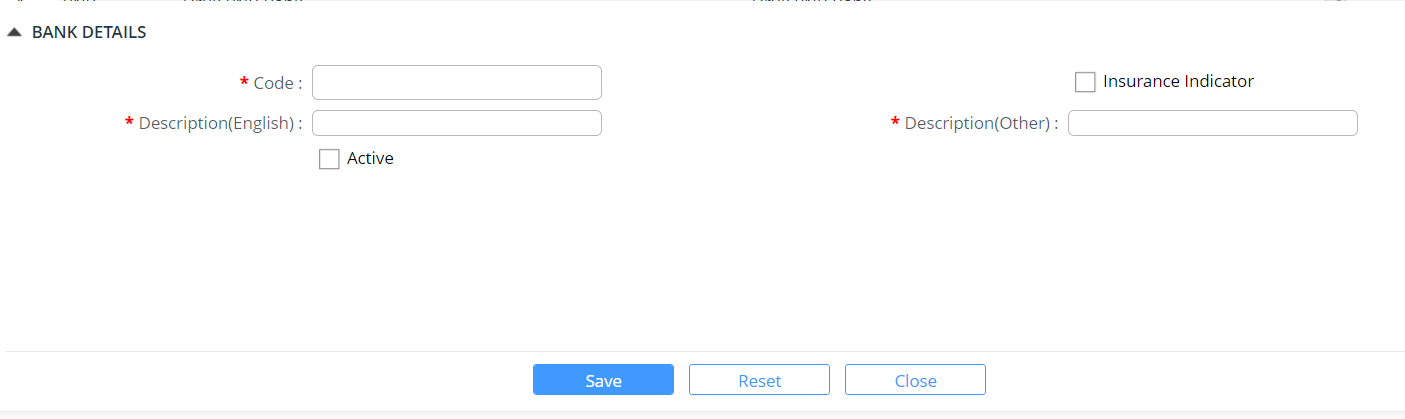 BANK DETAILS
* Code :
Insurance Indicator
* Description(English) :
* Description(Other) :
Active
Save
Reset
Close